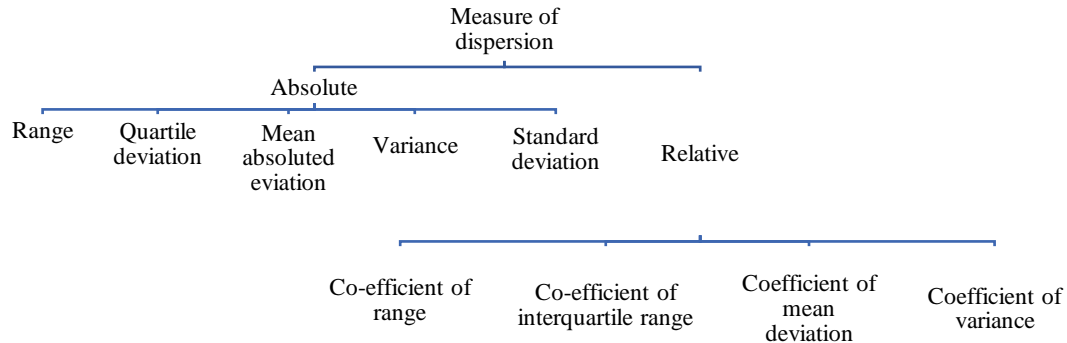 Measure of
dispersion
Absolute
Range
Quartile
deviation
Mean
absoluted
eviation
Variance
Standard
deviation
Relative
Co-efficient of
range
Co-efficient of
interquartile range
Coefficient of
mean
deviation
Coefficient of
variance